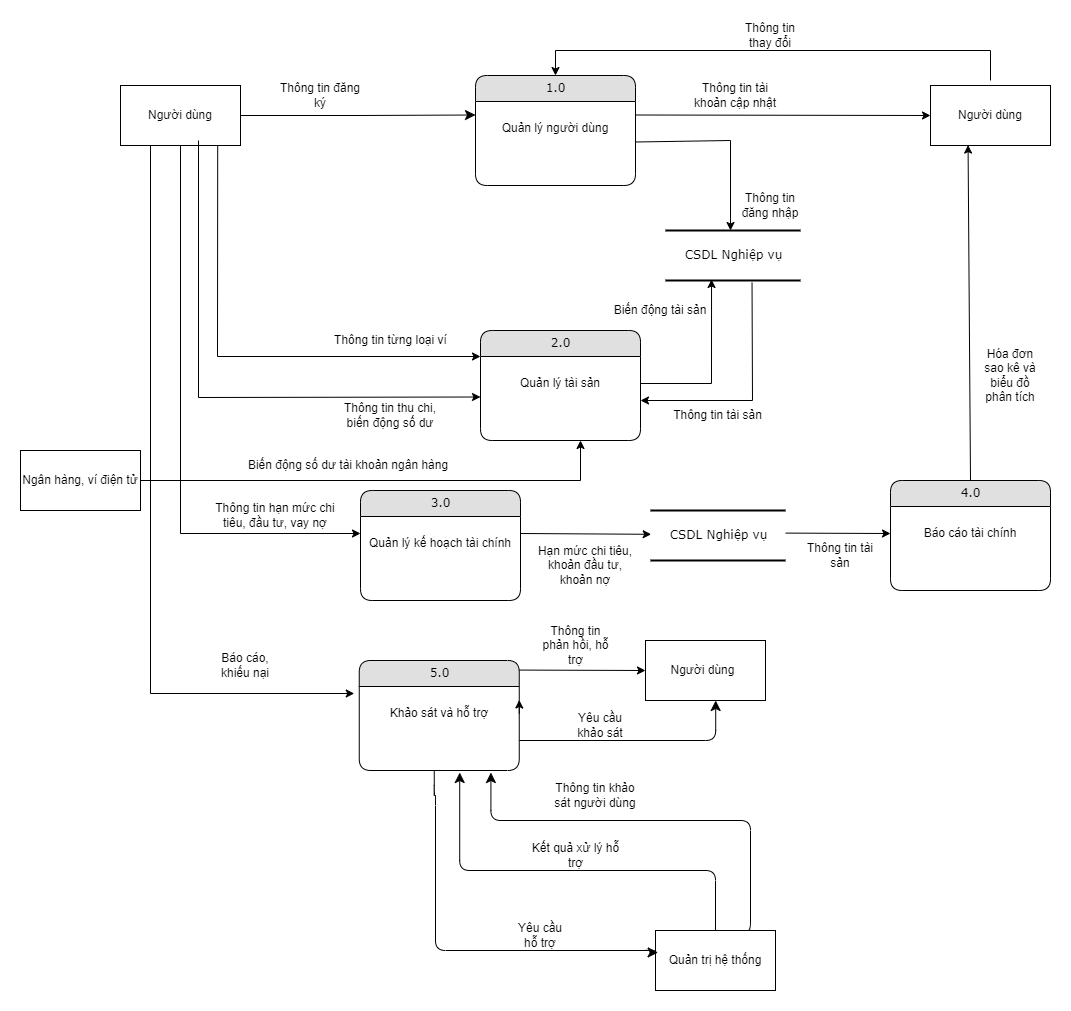 Thông tin
thay đổi
Thông tin đăng
ký
1.0
Thông tin tài
khoản cập nhật
Người dùng
Quản lý người dùng
Người dùng
Thông tin
đăng nhập
CSDL Nghiệp vụ
Biến động tài sản
Thông tin từng loại ví
2.0
Quản lý tài sản
Hóa đơn
sao kê và
biểu đồ
phân tích
Thông tin thu chi,
biến động số dư
Thông tin tài sản
Biến động số dư tài khoản ngân hàng
Ngân hàng, ví điện tử
3.0
4.0
Thông tin hạn mức chi
tiêu, đầu tư, vay nợ
Quản lý kế hoạch tài chính
CSDL Nghiệp vụ
Báo cáo tài chính
Hạn mức chi tiêu,
khoản đầu tư,
khoản nợ
Thông tin tài
sản
Thông tin
phản hồi, hỗ
trợ
Báo cáo,
khiếu nại
5.0
Người dùng
Khảo sát và hỗ trợ
Yêu cầu
khảo sát
Thông tin khảo
sát người dùng
Kết quả xử lý hỗ
trợ
Yêu cầu
hỗ trợ
Quản trị hệ thống